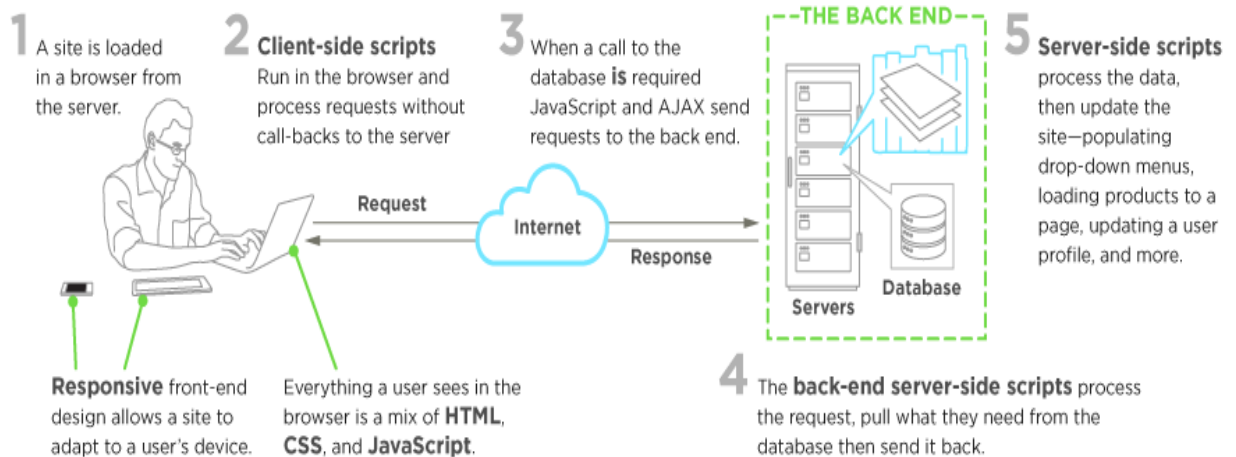 1
A site is loaded
in a browser from
the server.
2
Client-side scripts
Run in the browser and
process requests without
call-backs to the server
3
When a call to the
database is required
JavaScript and AJAX send
requests to the back end.
THE BACK END
5
Server-side scripts
process the data,
then update the
site—populating
drop-down menus,
loading products to a
page, updating a user
profile, and more.
Request
Internet
Response
Servers
Database
Responsive front-end
design allows a site to
adapt to a user's device.
Everything a user sees in the
browser is a mix of HTML,
CSS, and JavaScript.
4
The back-end server-side scripts process
the request, pull what they need from the
database then send it back.